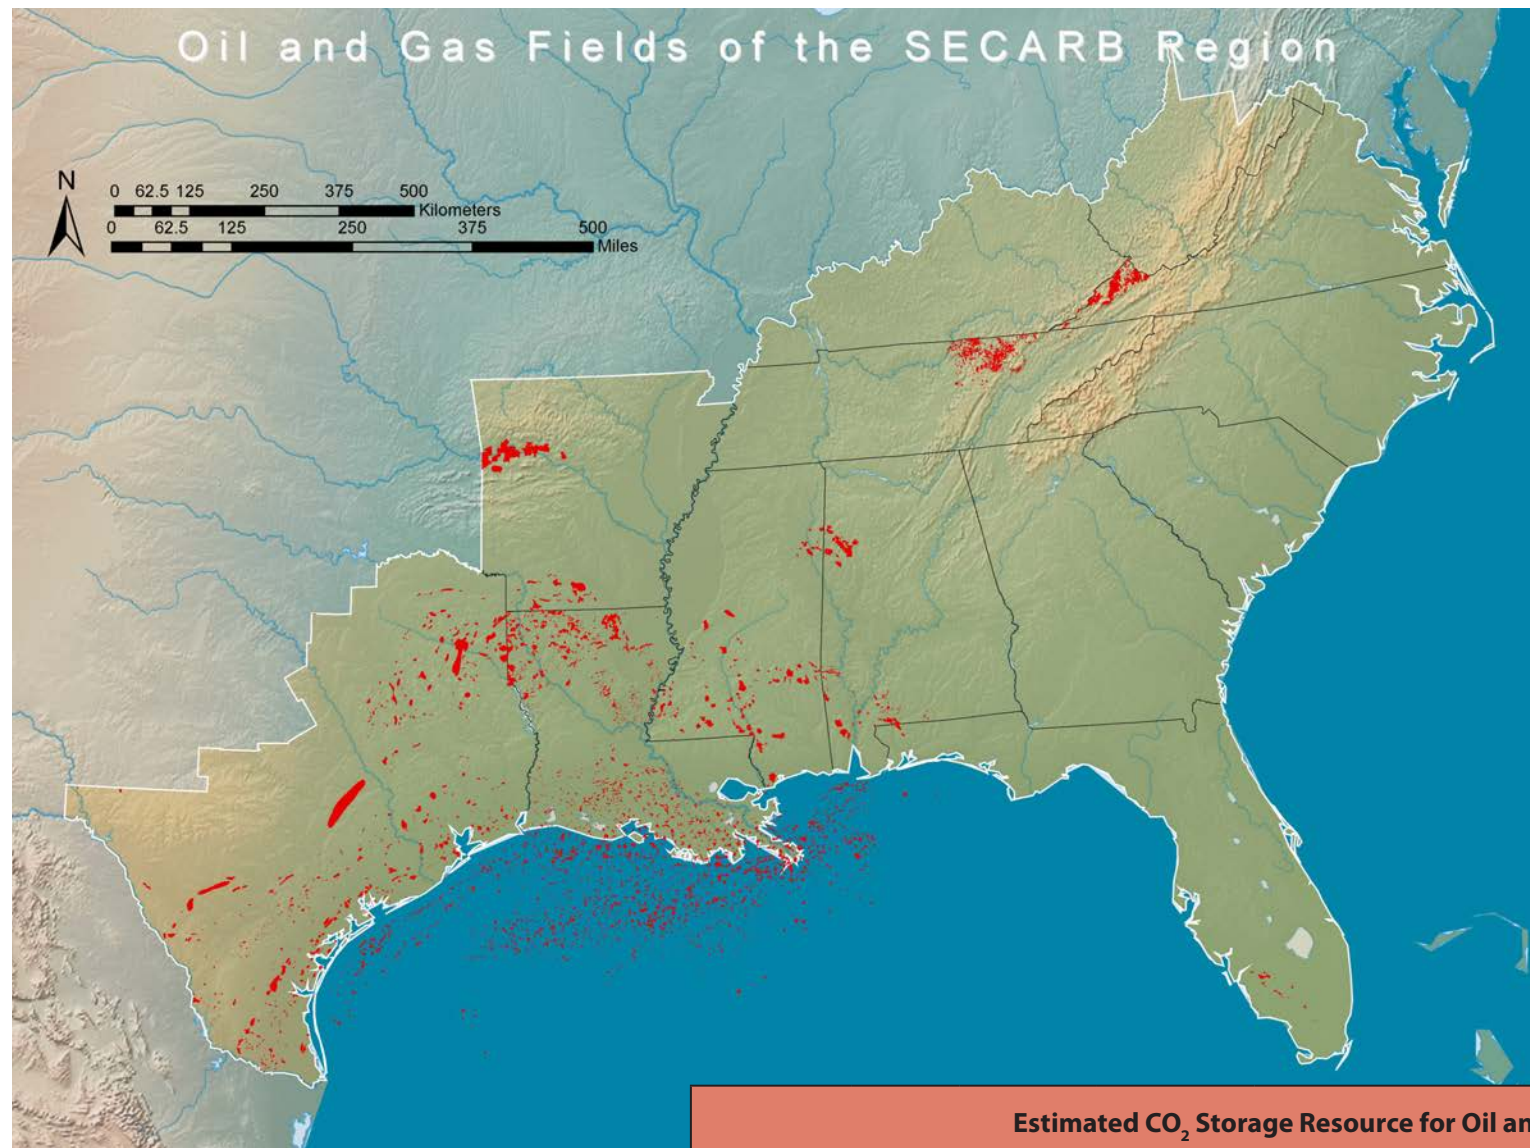 Oil and Gas Fields of the SECARB Region
N
0 62.5 125 250 375 500
Kilometers
0 62.5 125 250 375 500
Miles
Estimated CO₂ Storage Resource for Oil an